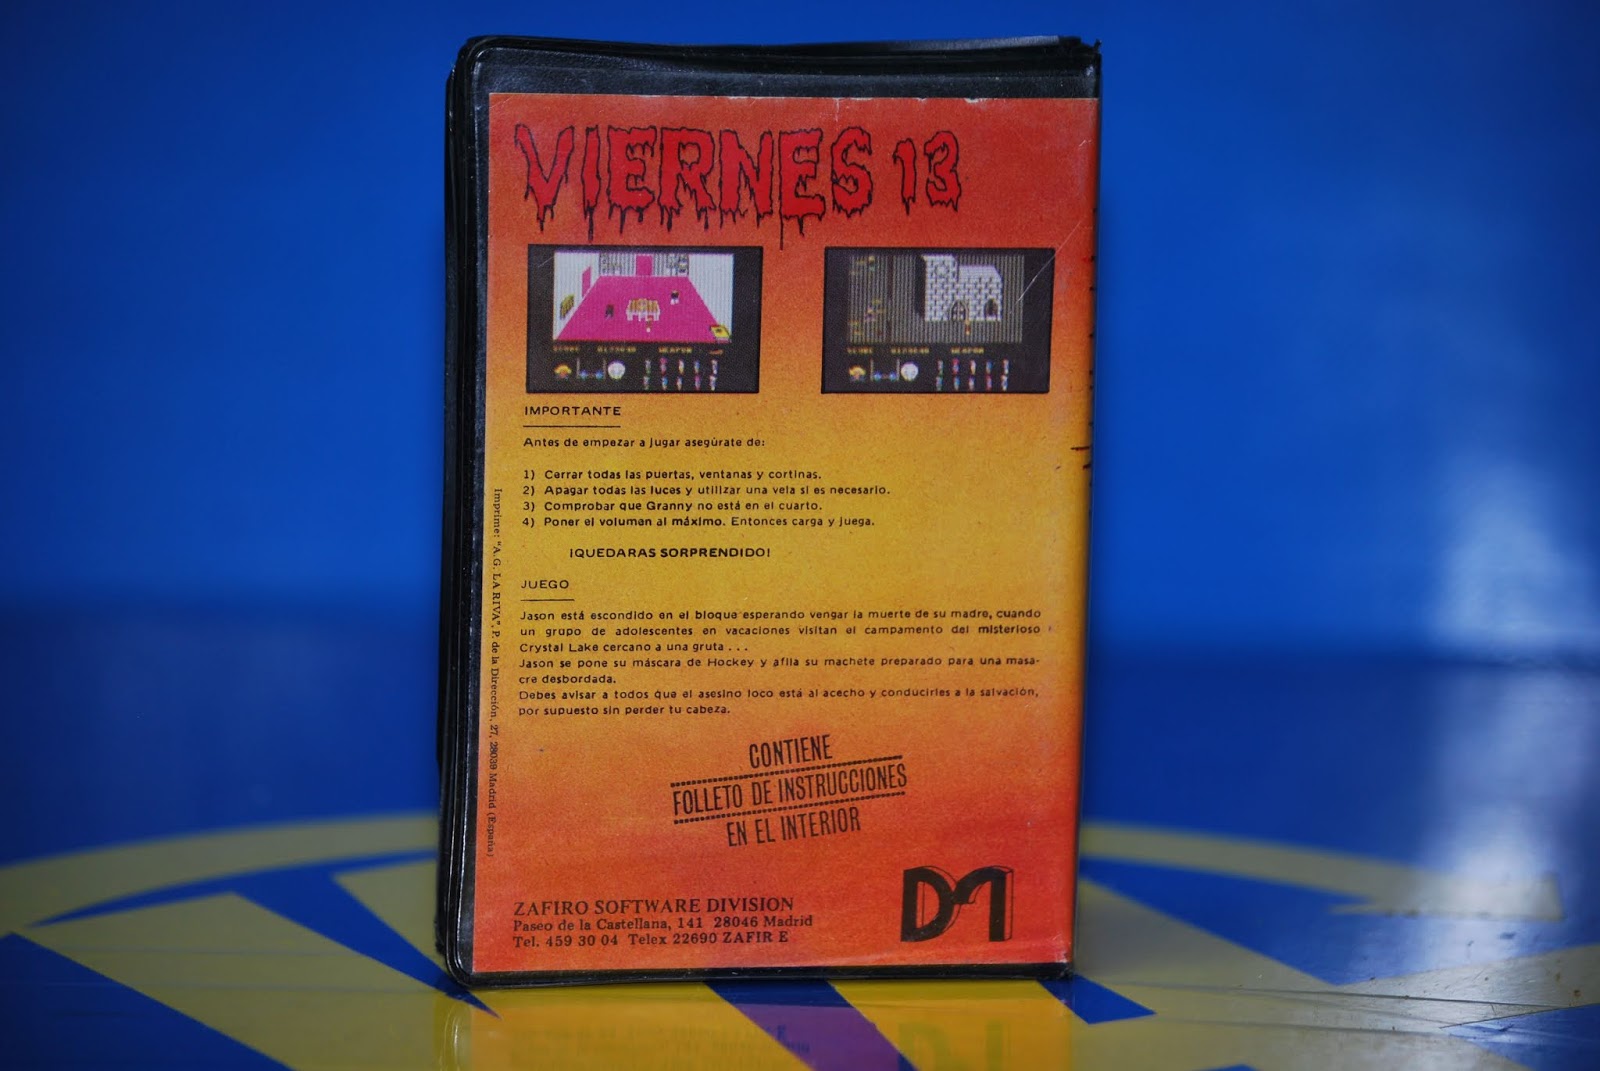 VIERNES 13
WEAPON
WEAPON
IMPORTANTE
Antes de empezar a jugar asegúrate de:
1) Cerrar todas las puertas, ventanas y cortinas.
2) Apagar todas las luces y utilizar una vela si es necesario.
3) Comprobar que Granny no está en el cuarto.
4) Poner el volumen al máximo. Entonces carga y juega.
¡QUEDARAS SORPRENDIDO!
JUEGO
Jason está escondido en el bloque esperando vengar la muerte de su madre, cuando
un grupo de adolescentes en vacaciones visitan el campamento del misterioso
Crystal Lake cercano a una gruta . . .
Jason se pone su máscara de Hockey y afila su machete preparado para una masa-
cre desbordada.
Debes avisar a todos que el asesino loco está al acecho y conducirles a la salvación,
por supuesto sin perder tu cabeza.
CONTIENE
FOLLETO DE INSTRUCCIONES
EN EL INTERIOR
ZAFIRO SOFTWARE DIVISION
Paseo de la Castellana, 141 28046 Madrid
Tel. 459 30 04 Telex 22690 ZAFIR E
DM
Imprime: "A.G. LA RIVA", P. de la Dirección, 27, 28039 Madrid (España)